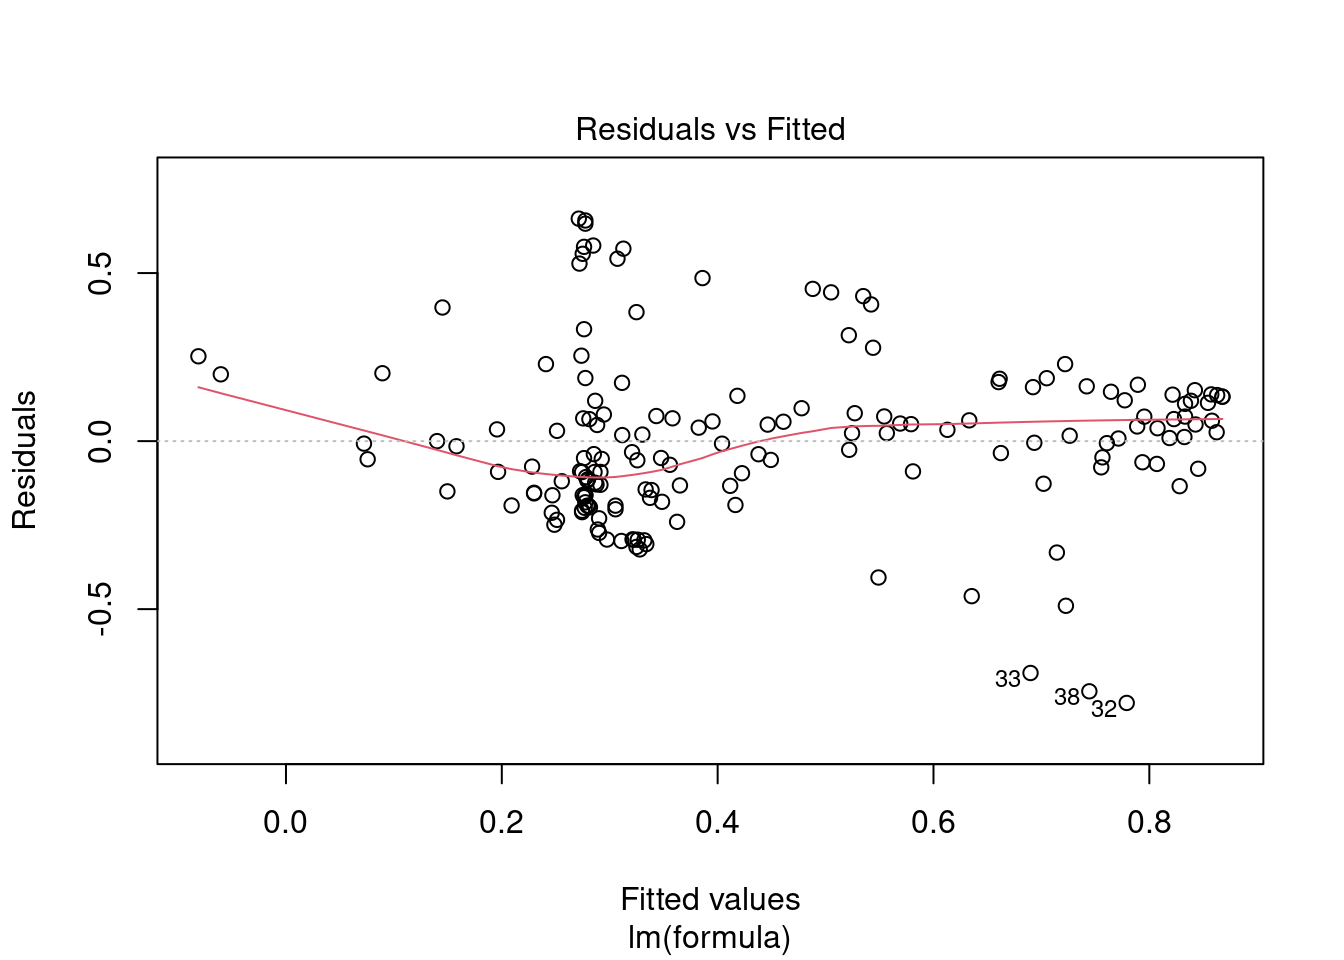 Residuals vs Fitted
Residuals
0.5
0.0
-0.5
33
38
32
0.0 0.2 0.4 0.6 0.8
Fitted values
lm(formula)